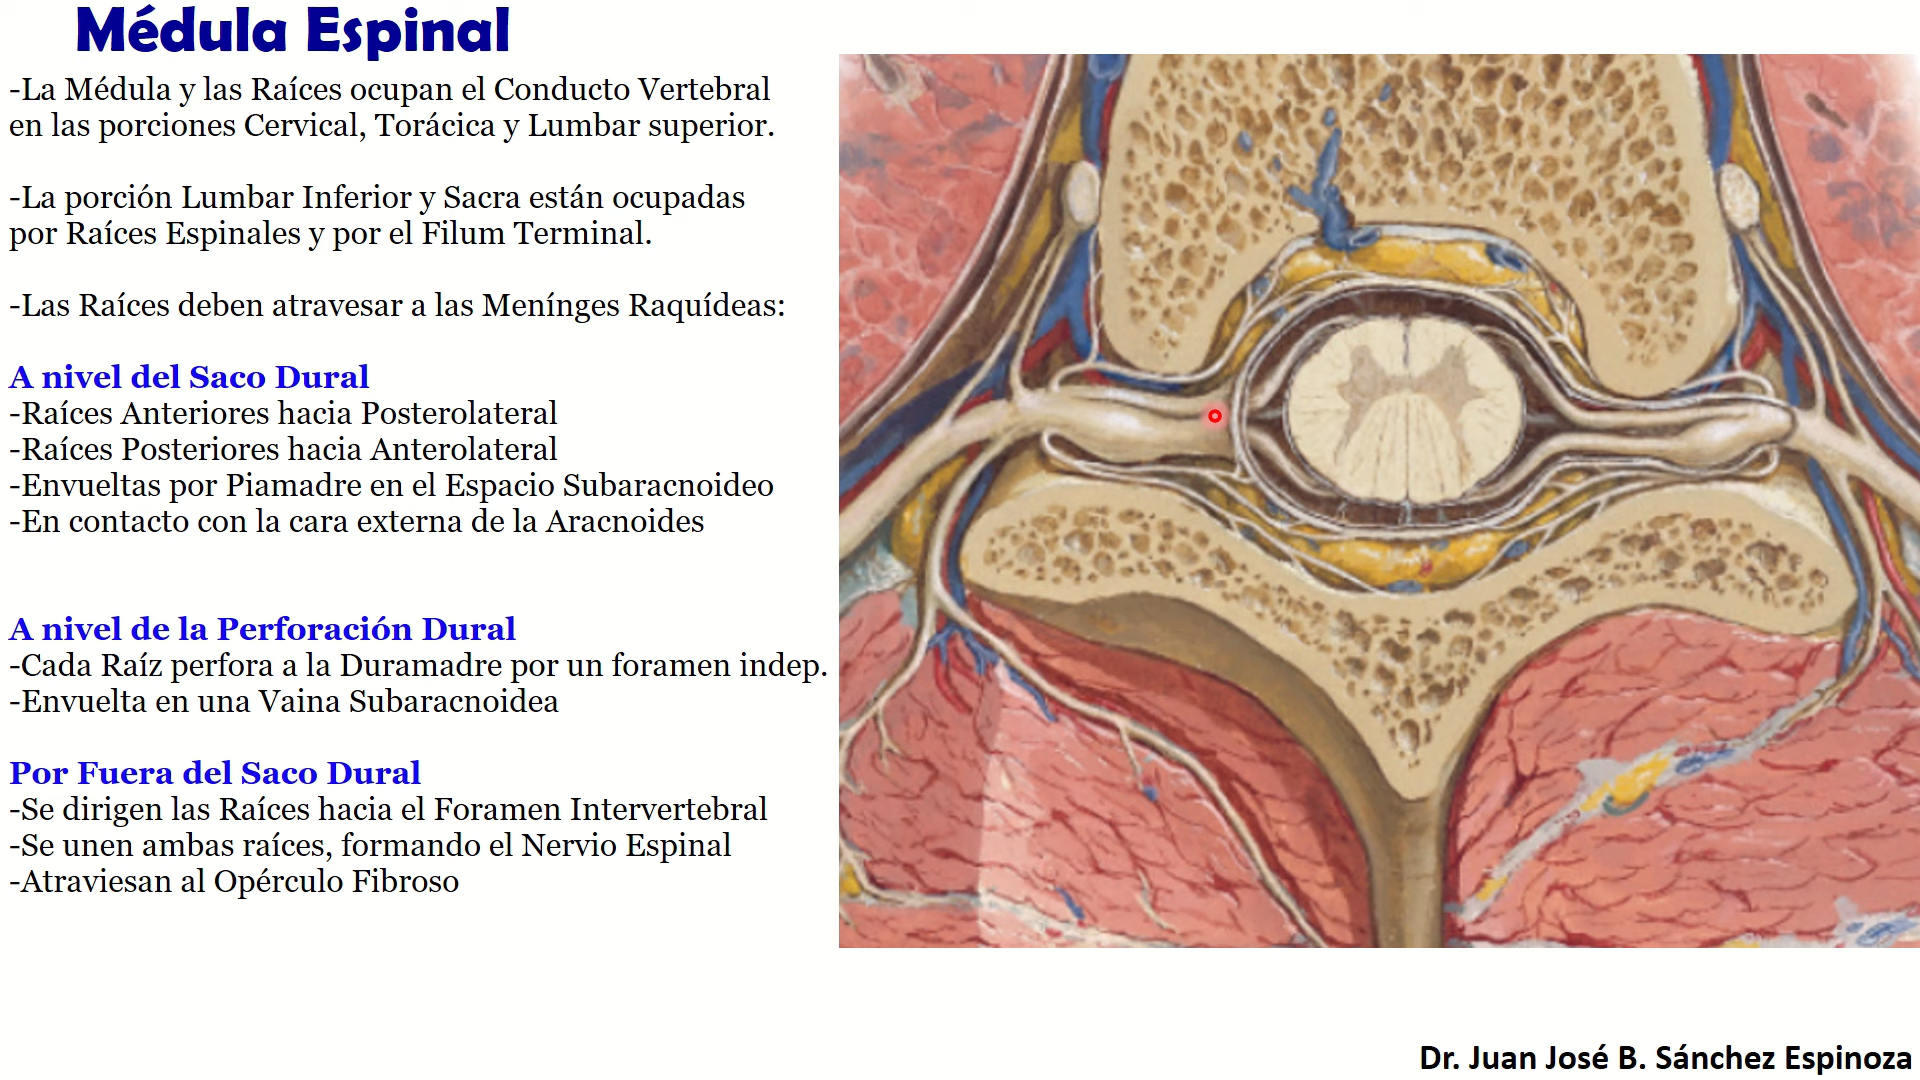 Médula Espinal
-La Médula y las Raíces ocupan el Conducto Vertebral
en las porciones Cervical, Torácica y Lumbar superior.
-La porción Lumbar Inferior y Sacra están ocupadas
por Raíces Espinales y por el Filum Terminal.
-Las Raíces deben atravesar a las Menínges Raquídeas:
A nivel del Saco Dural
-Raíces Anteriores hacia Posterolateral
-Raíces Posteriores hacia Anterolateral
-Envueltas por Piamadre en el Espacio Subaracnoideo
-En contacto con la cara externa de la Aracnoides
A nivel de la Perforación Dural
-Cada Raíz perfora a la Duramadre por un foramen indep.
-Envuelta en una Vaina Subaracnoidea
Por Fuera del Saco Dural
-Se dirigen las Raíces hacia el Foramen Intervertebral
-Se unen ambas raíces, formando el Nervio Espinal
-Atraviesan al Opérculo Fibroso
Dr. Juan José B. Sánchez Espinoza